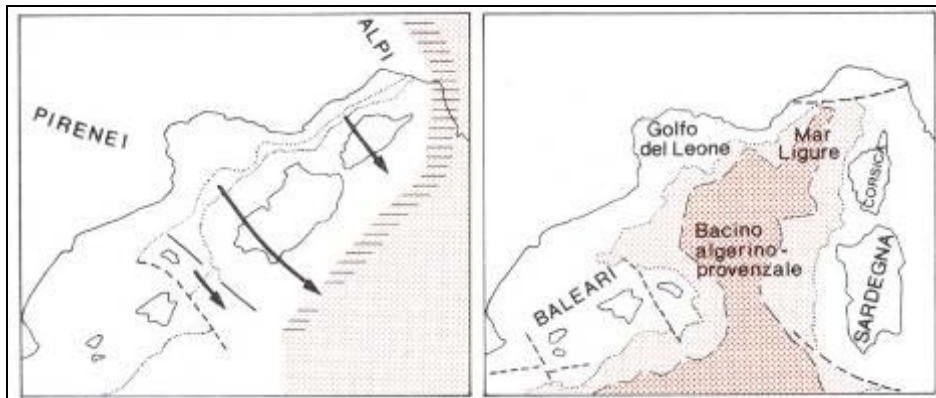 ALPI
PIRENEI
Golfo
del Leone
Mar
Ligure
CORSICA
Bacino
algerino-
provenzale
BALEARI
SARDEGNA